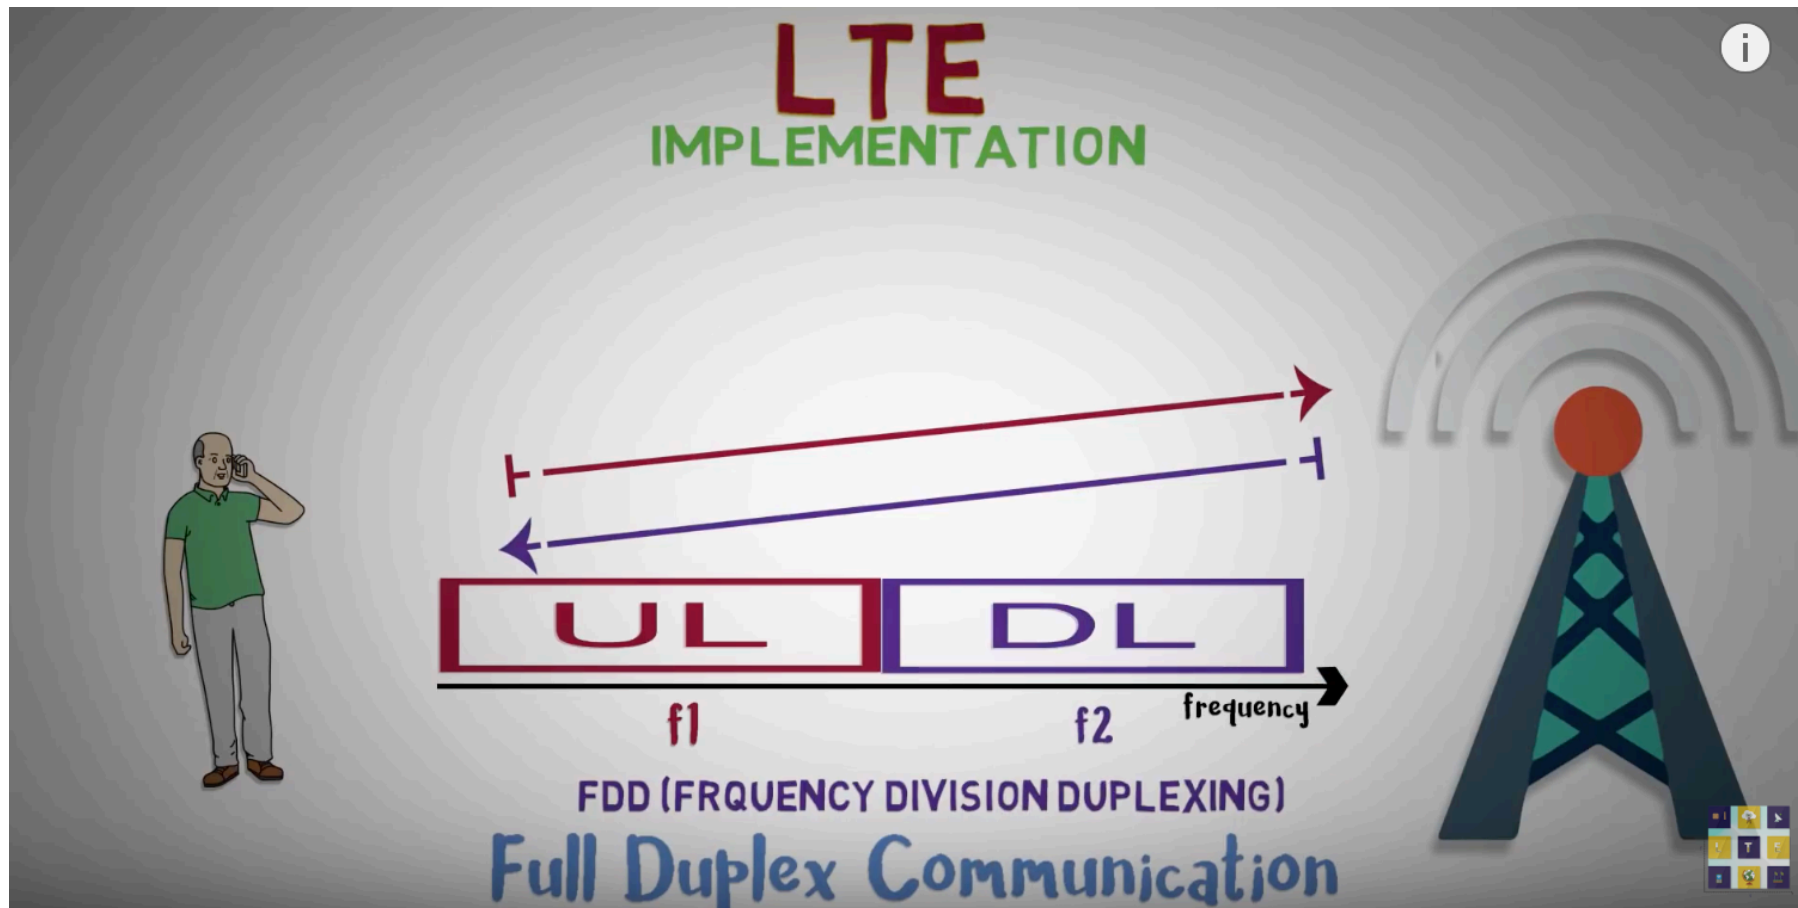 LTE
IMPLEMENTATION
UL DL
frequency
f1 f2
FDD (FRQUENCY DIVISION DUPLEXING)
Full Duplex Communication
i
T